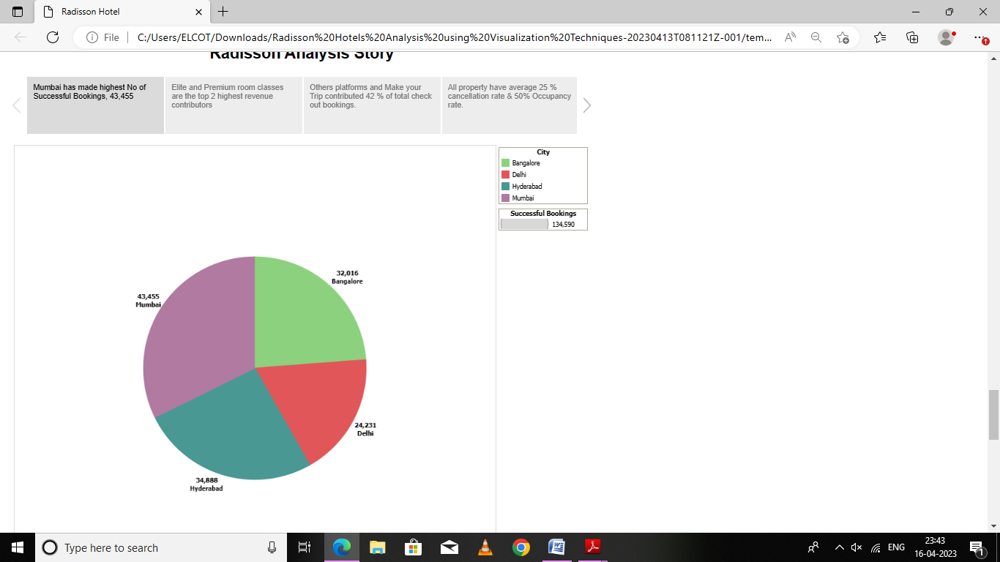 Radisson Hotel
File
C:/Users/ELCOT/Downloads/Radisson%20Hotels%20Analysis%20using%20Visualization%20Techniques-20230413T081121Z-001/tem...
Radisson Analysis Story
Mumbai has made highest No of
Successful Bookings, 43,455
Elite and Premium room classes
are the top 2 highest revenue
contributors
Others platforms and Make your
Trip contributed 42 % of total check
out bookings.
All property have average 25 %
cancellation rate & 50% Occupancy
rate.
City
Bangalore
Delhi
Hyderabad
Mumbai
Successful Bookings
134,590
32,016
Bangalore
43,455
Mumbai
24,231
Delhi
34,888
Hyderabad
Type here to search
ENG
23:43
16-04-2023
1